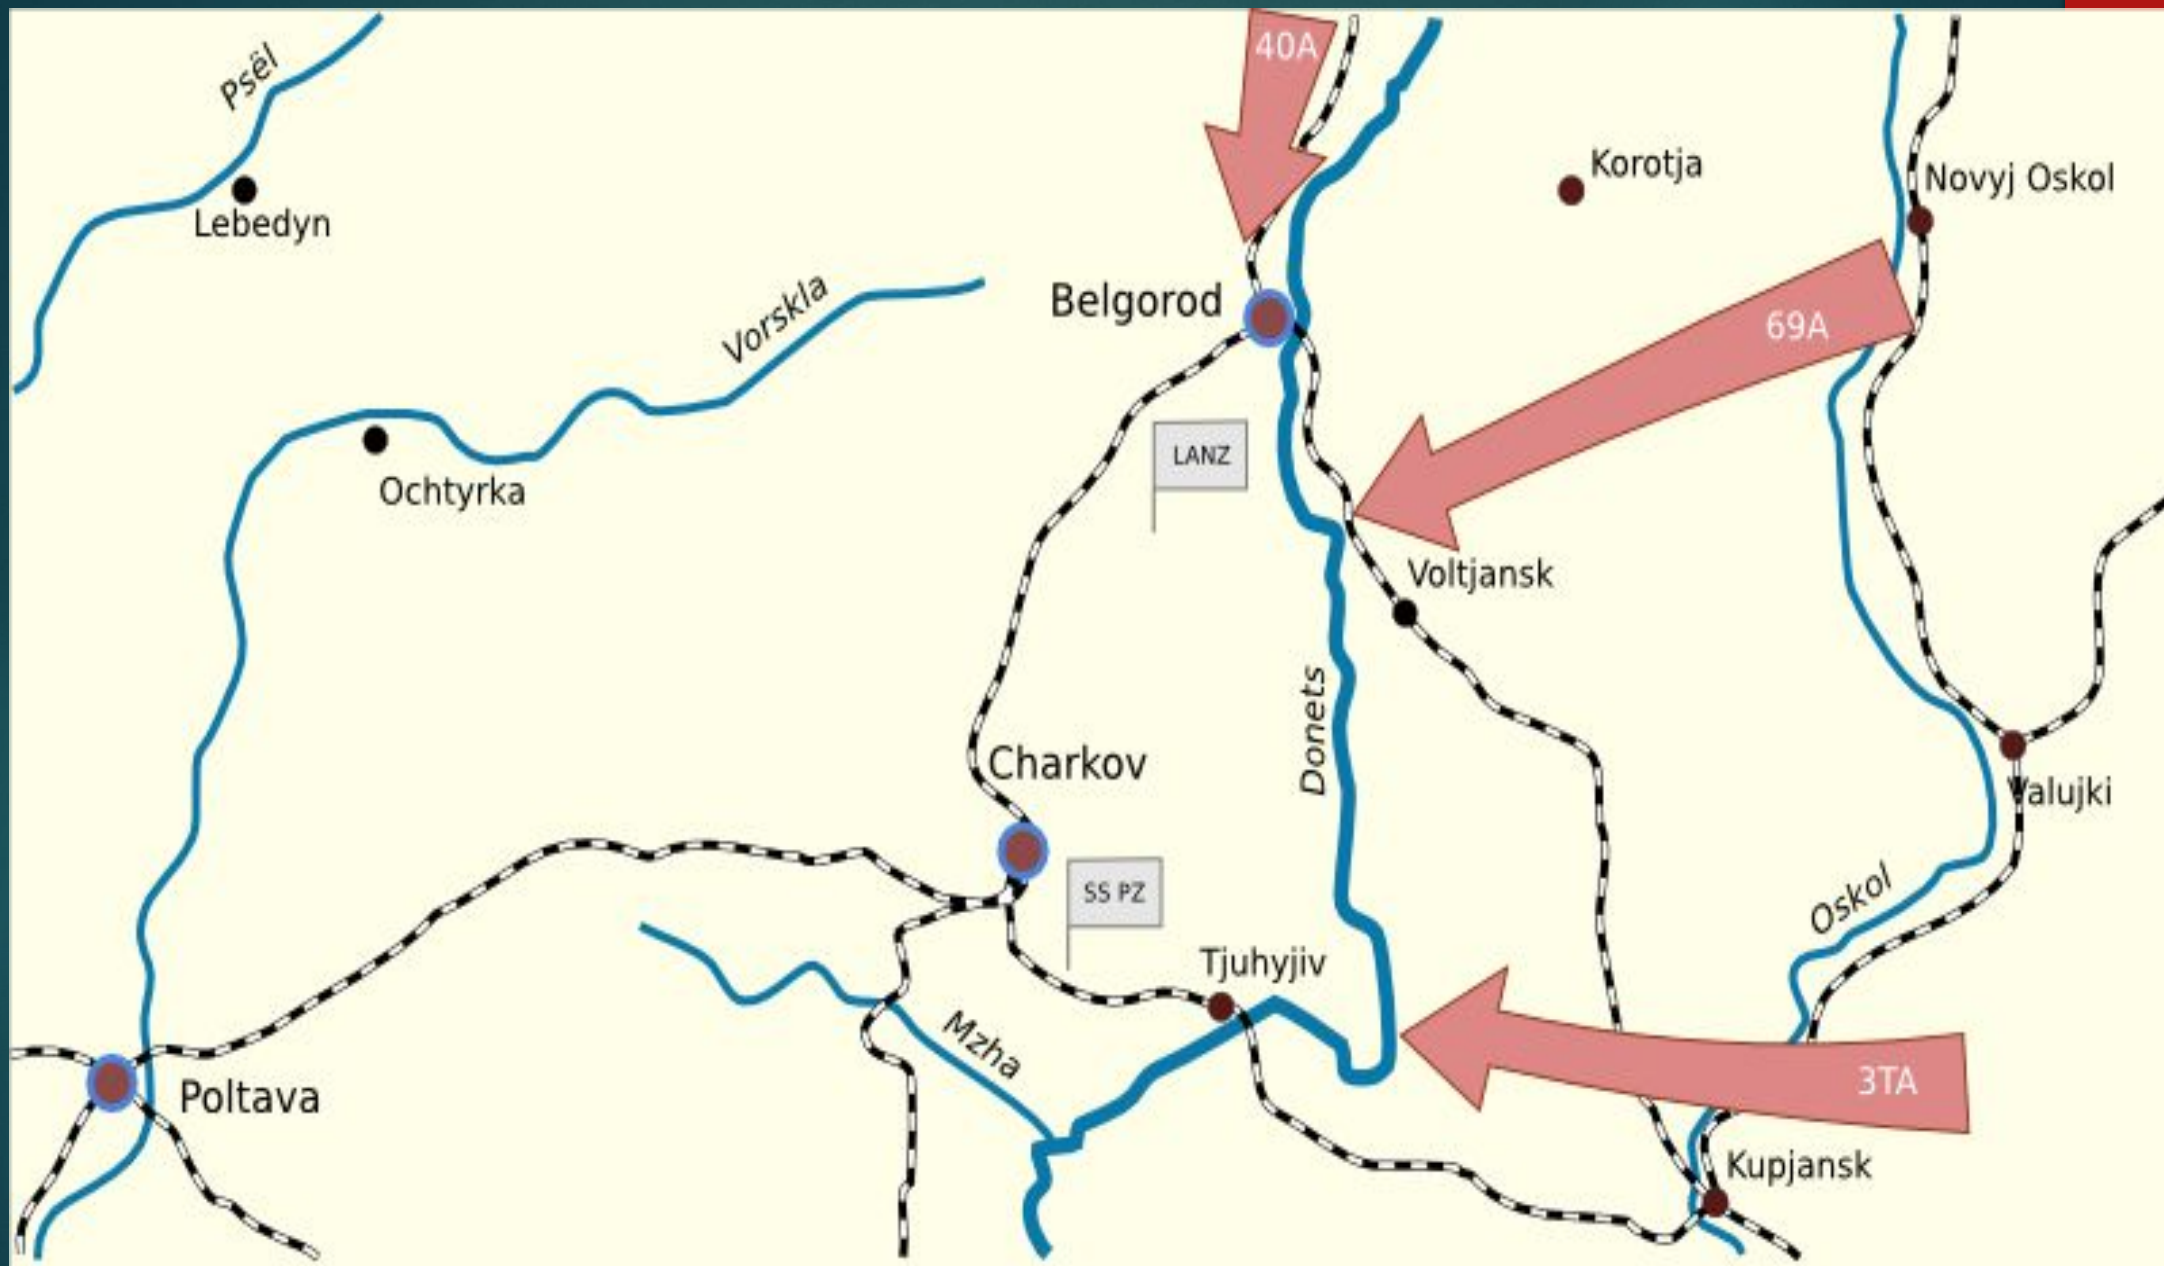 40A
Psël
Korotja
Novyj Oskol
Lebedyn
Belgorod
Vorskla
69A
LANZ
Ochtyrka
Voltjansk
Donets
Charkov
Valujki
SS PZ
Oskol
Tjuhyjiv
Mzha
3TA
Poltava
Kupjansk